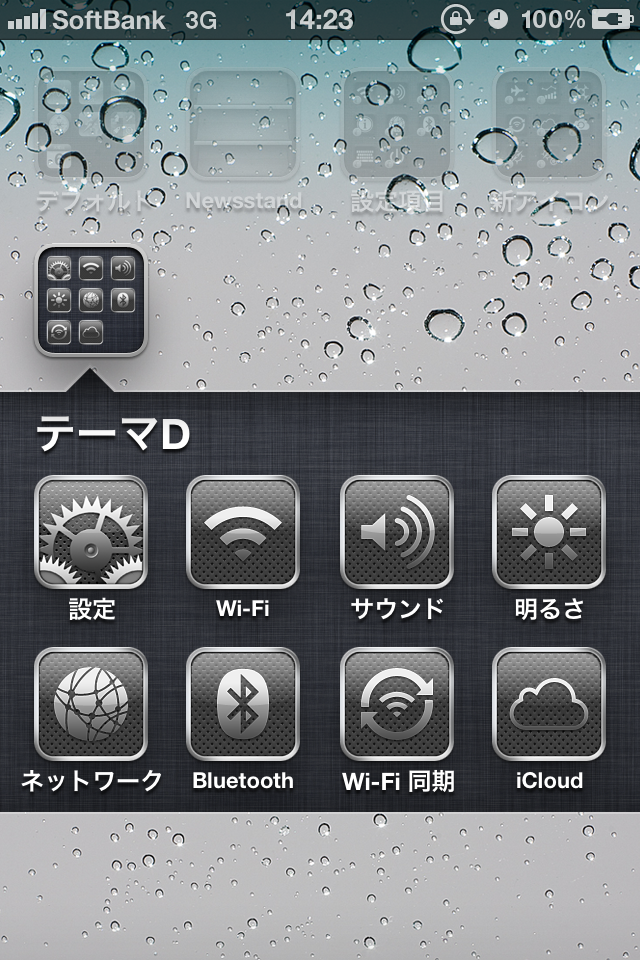 SoftBank 3G 14:23 100%
デフォルト Newsstand 設定項目 新アイコン
テーマD
設定 Wi-Fi サウンド 明るさ
ネットワーク Bluetooth Wi-Fi 同期 iCloud